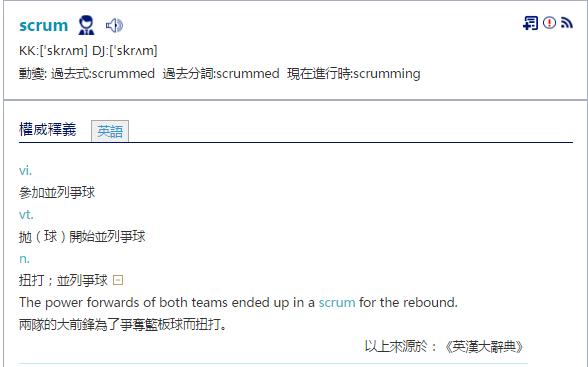 scrum
KK:[ˈskrʌm] DJ:[ˈskrʌm]
動變: 過去式:scrummed 過去分詞:scrummed 現在進行時:scrumming
權威釋義 英語
vi.
參加並列爭球
vt.
拋（球）開始並列爭球
n.
扭打；並列爭球
The power forwards of both teams ended up in a scrum for the rebound.
兩隊的大前鋒為了爭奪籃板球而扭打。
以上來源於：《英漢大辭典》